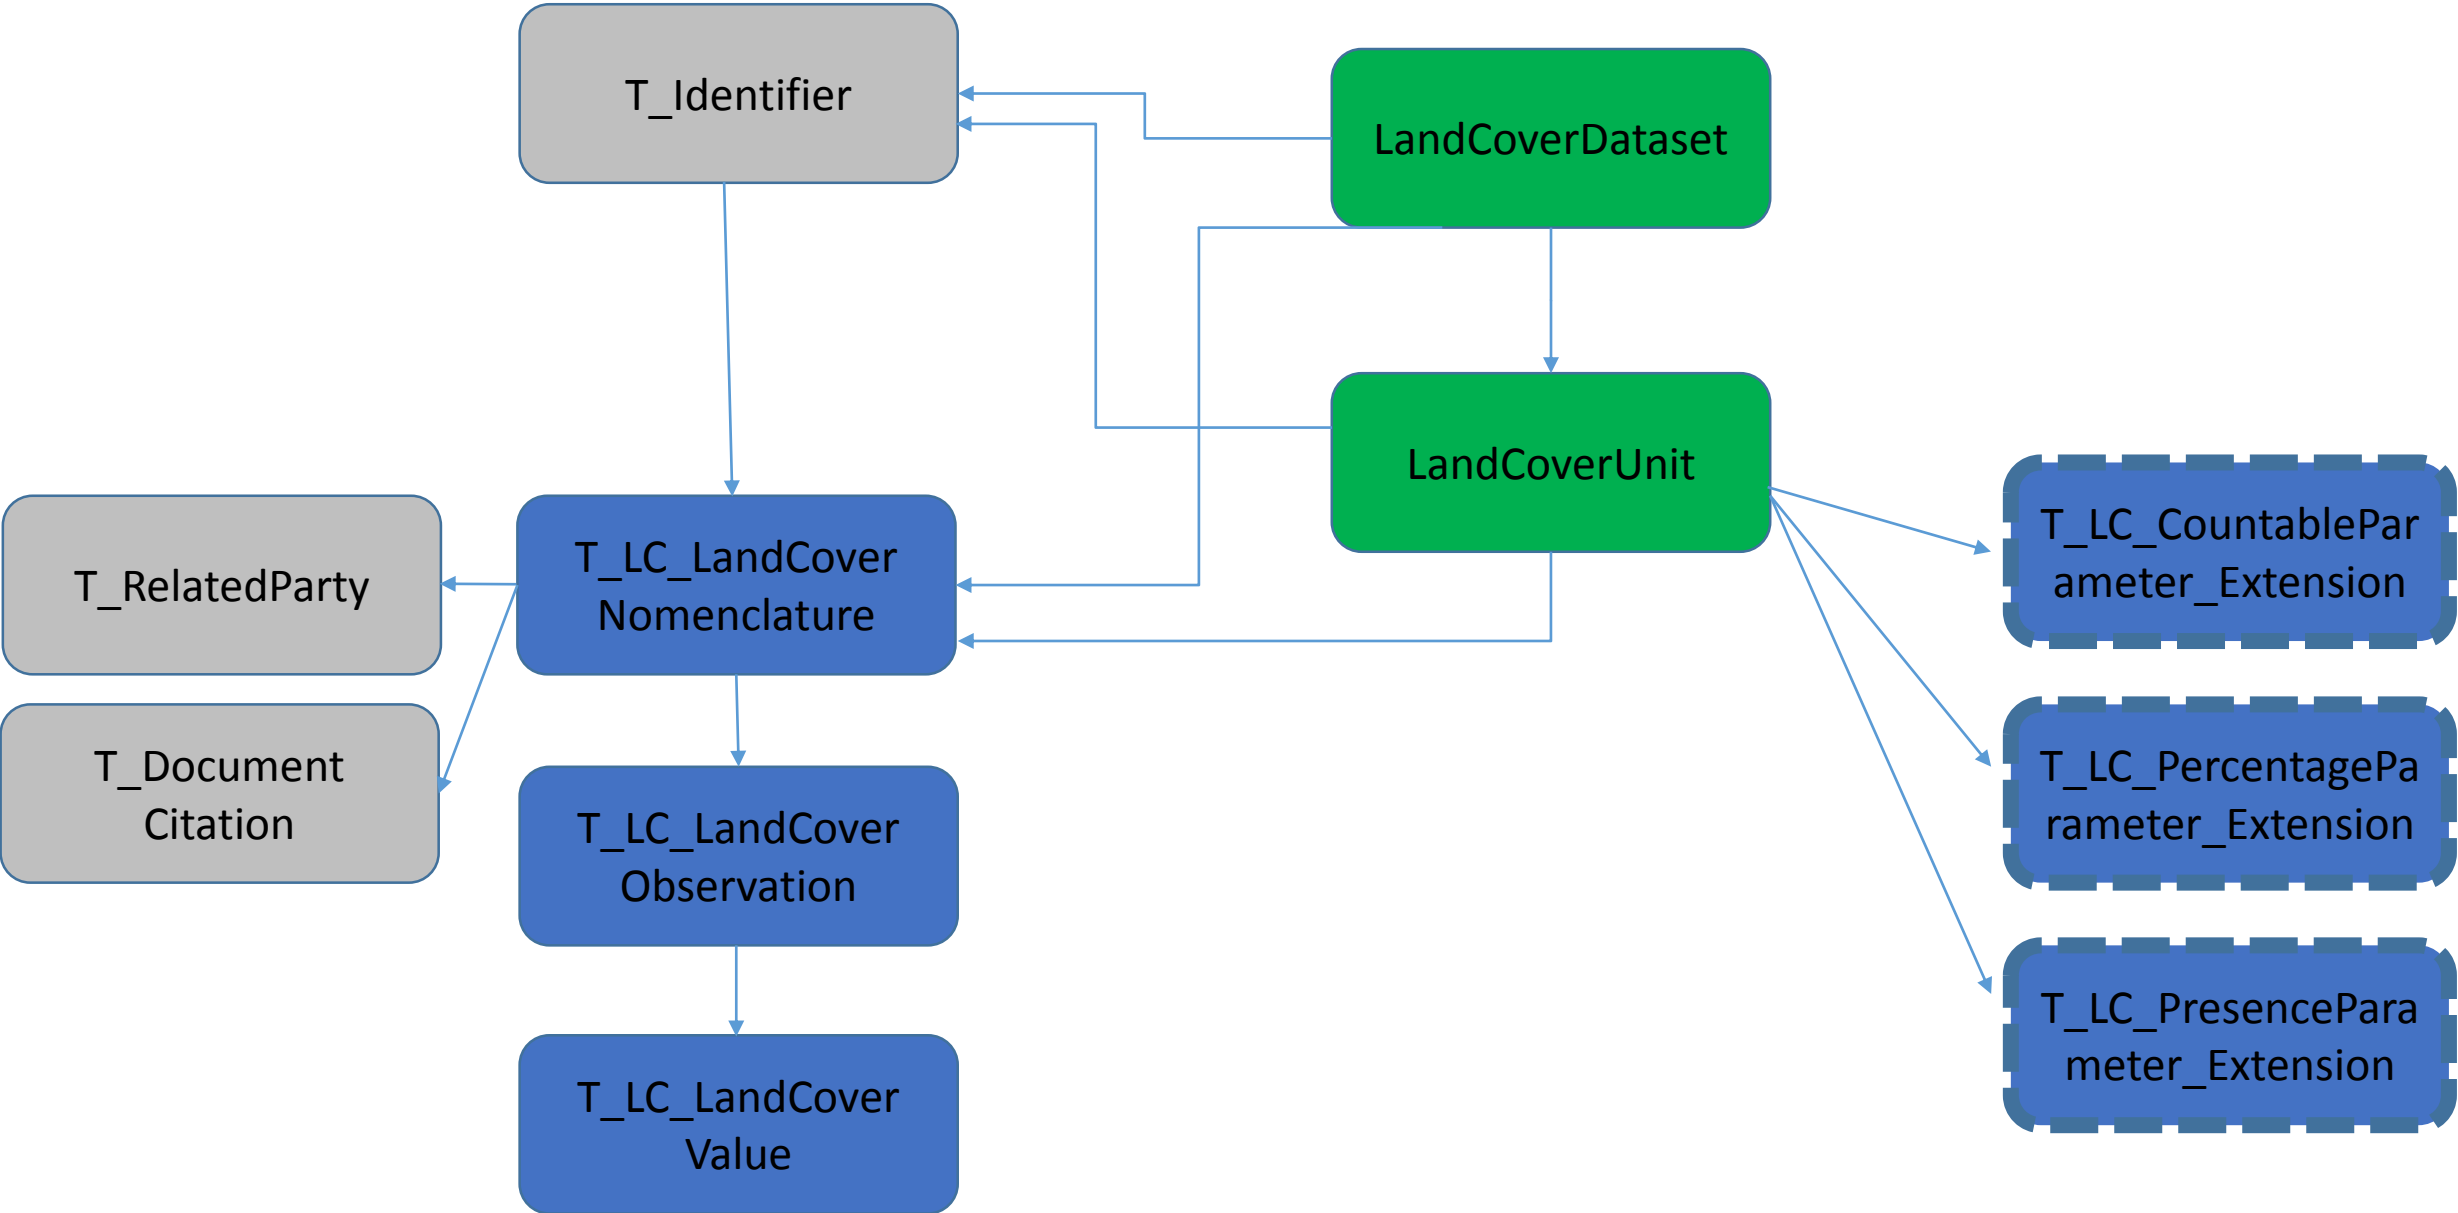 T_Identifier
LandCoverDataset
LandCoverUnit
T_RelatedParty
T_LC_LandCover
Nomenclature
T_LC_CountablePar
ameter_Extension
T_Document
Citation
T_LC_LandCover
Observation
T_LC_PercentagePa
rameter_Extension
T_LC_LandCover
Value
T_LC_PresencePara
meter_Extension